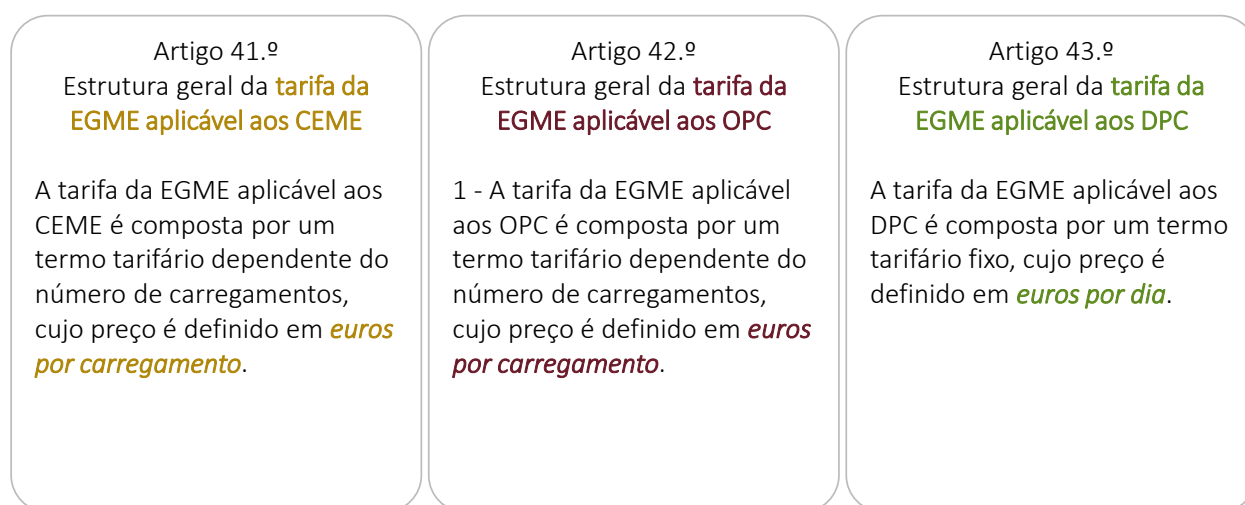 Artigo 41.º
Estrutura geral da tarifa da
EGME aplicável aos CEME
A tarifa da EGME aplicável aos
CEME é composta por um
termo tarifário dependente do
número de carregamentos,
cujo preço é definido em euros
por carregamento.
Artigo 42.º
Estrutura geral da tarifa da
EGME aplicável aos OPC
1 - A tarifa da EGME aplicável
aos OPC é composta por um
termo tarifário dependente do
número de carregamentos,
cujo preço é definido em euros
por carregamento.
Artigo 43.º
Estrutura geral da tarifa da
EGME aplicável aos DPC
A tarifa da EGME aplicável aos
DPC é composta por um termo
tarifário fixo, cujo preço é
definido em euros por dia.